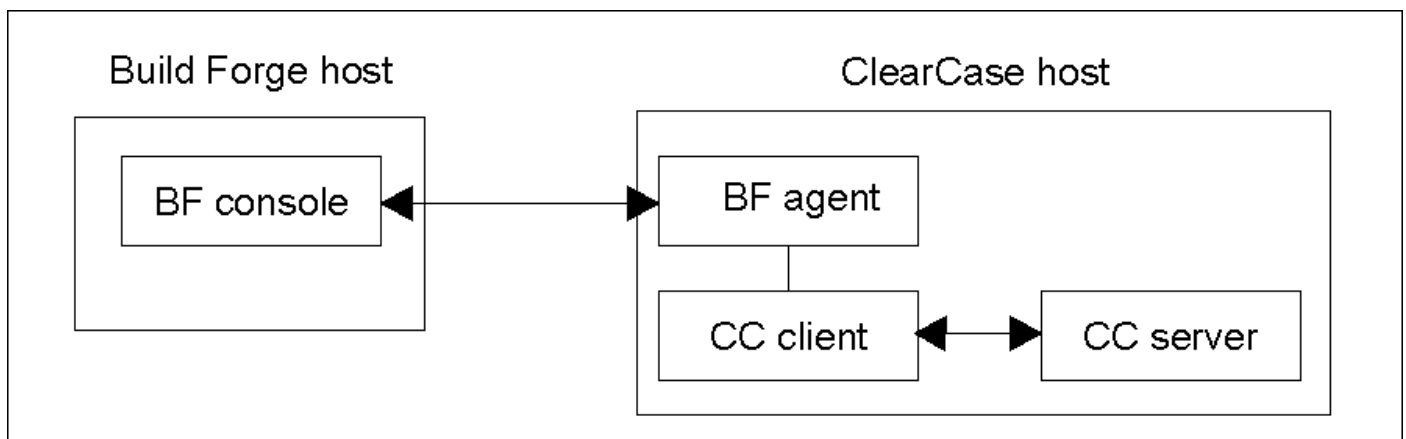 Build Forge host
ClearCase host
BF console
BF agent
CC client
CC server